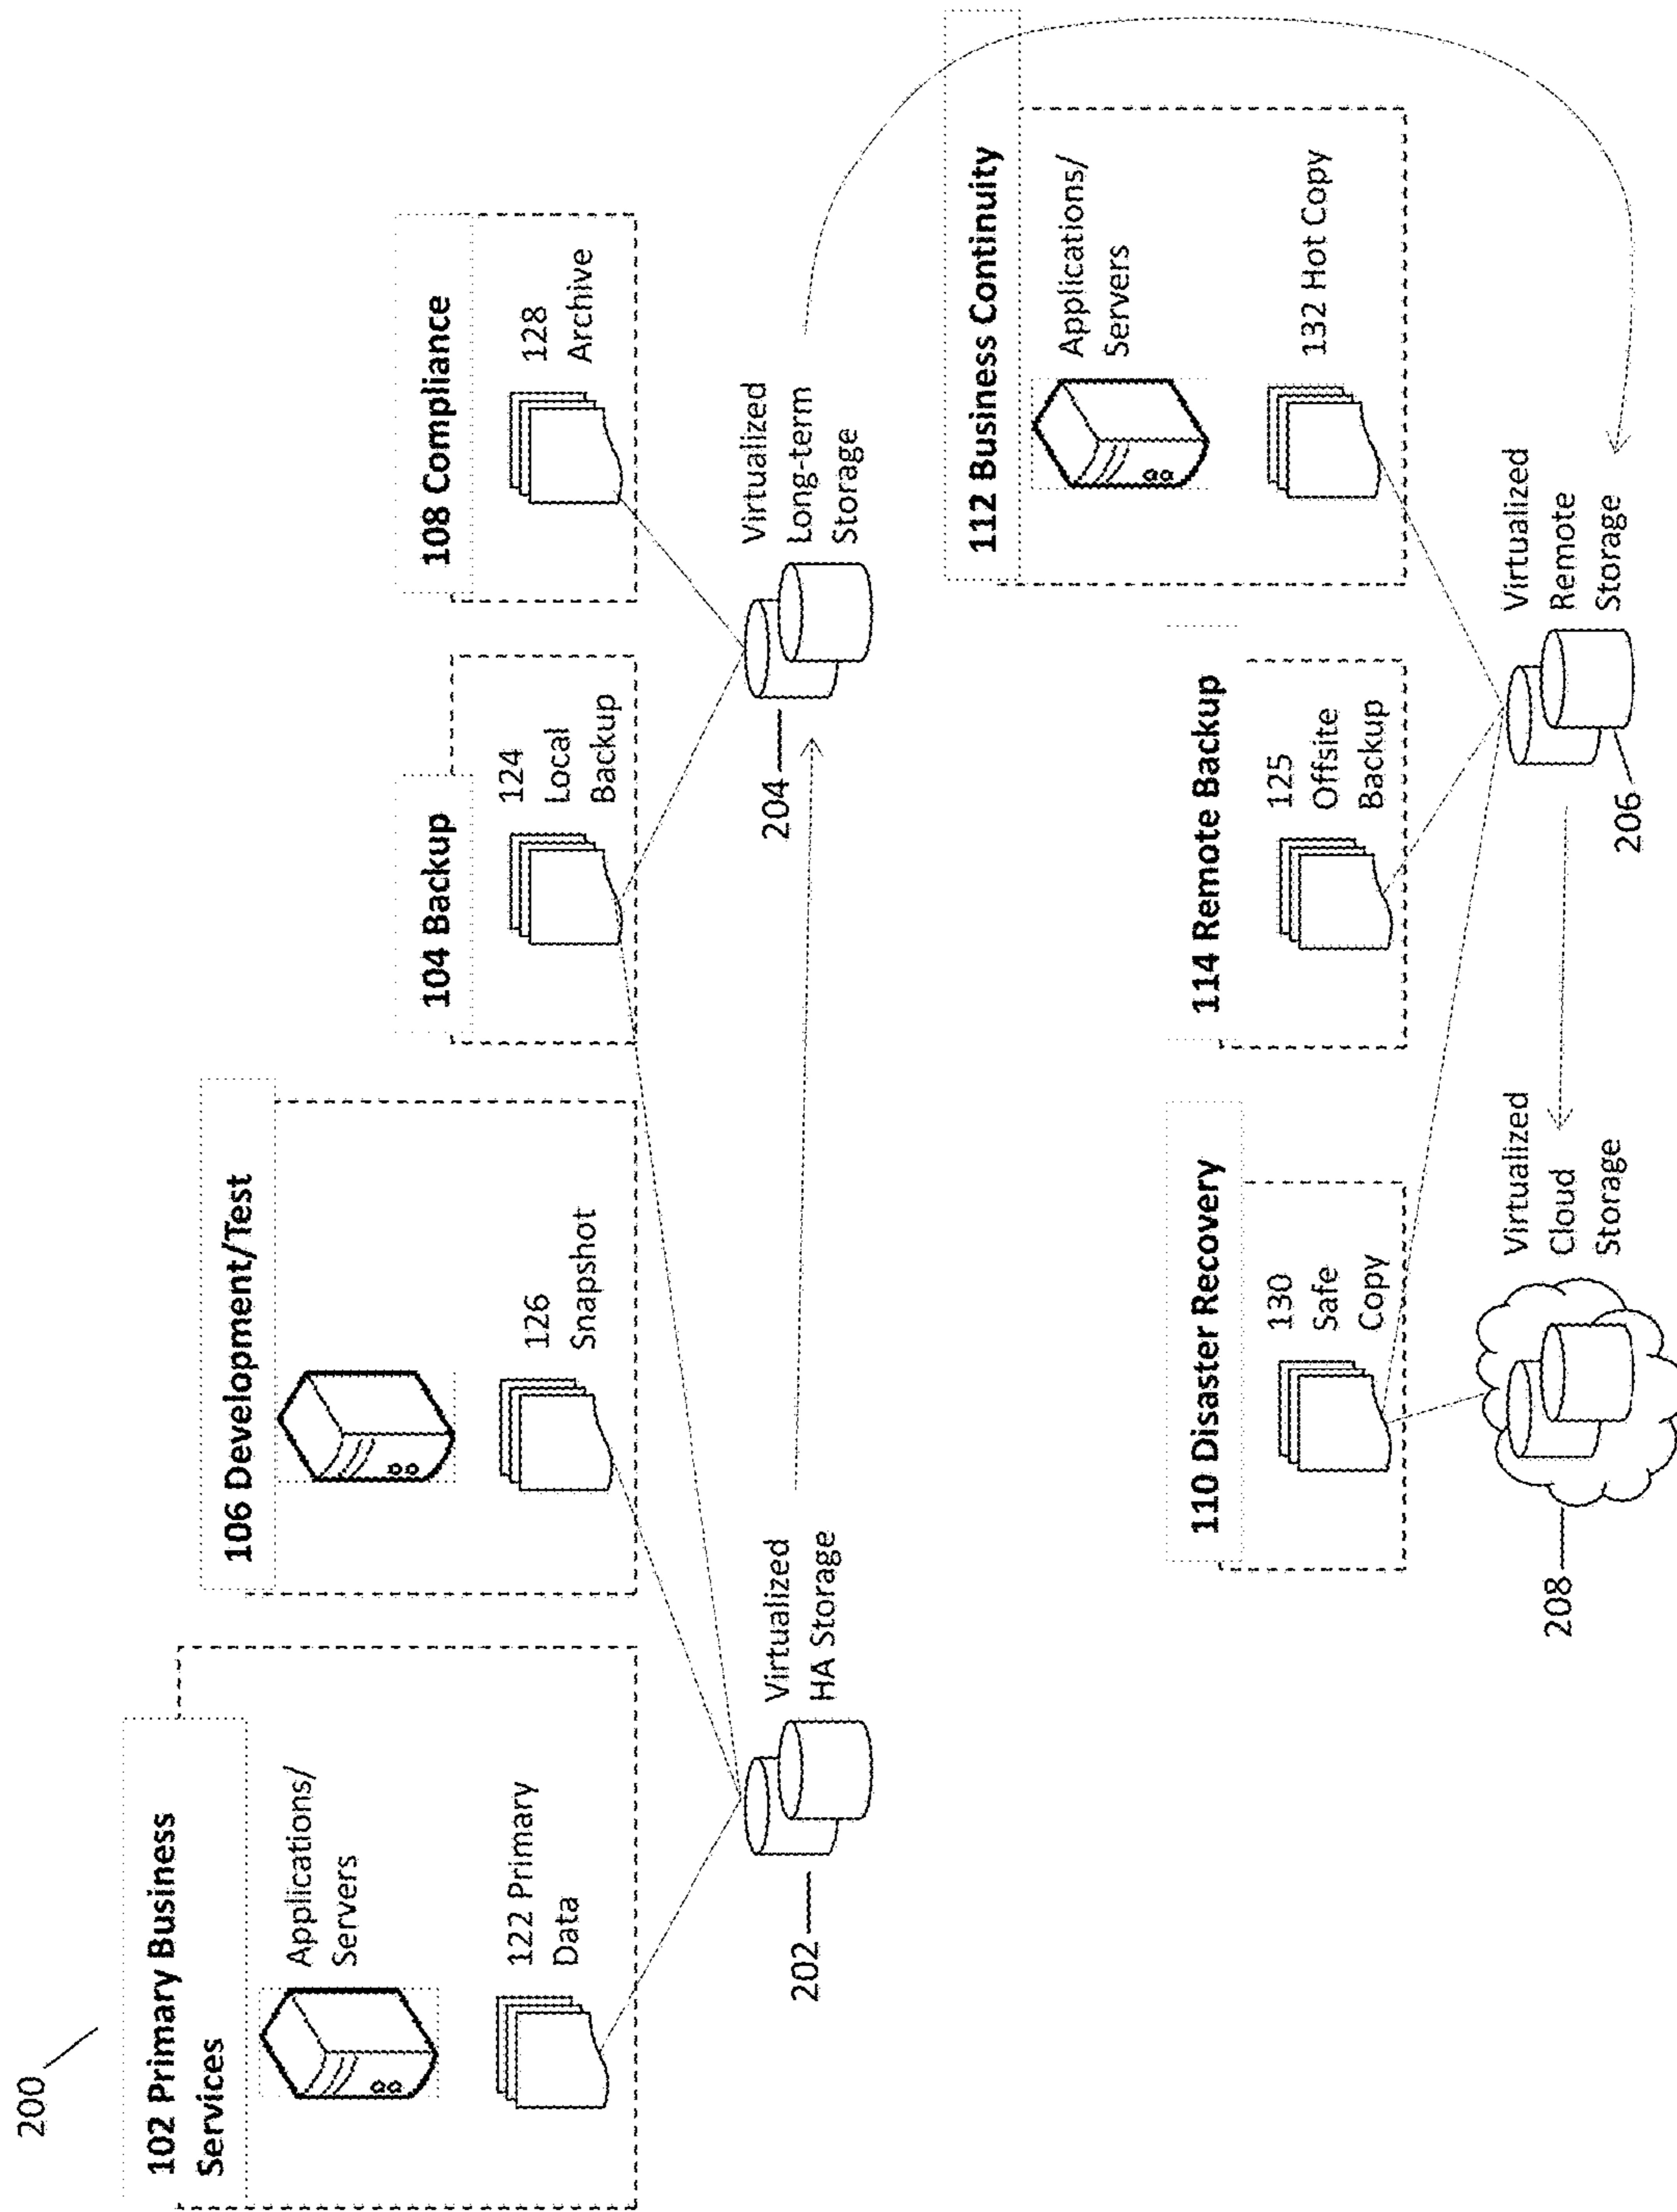 200
102 Primary Business
Services
Applications/
Servers
122 Primary
Data
106 Development/Test
126
Snapshot
104 Backup
124
Local
Backup
108 Compliance
128
Archive
202
Virtualized
HA Storage
204
Virtualized
Long-term
Storage
110 Disaster Recovery
130
Safe
Copy
114 Remote Backup
125
Offsite
Backup
112 Business Continuity
Applications/
Servers
132 Hot Copy
208
Virtualized
Cloud
Storage
206
Virtualized
Remote
Storage